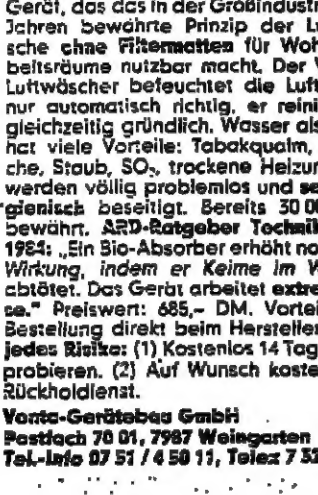 Gerät, das das in der Großindustr
Jahren bewährte Prinzip der Lu
sche ohne Filtermatten für Woh
beitsräume nutzbar macht. Der V
Luftwäscher befeuchtet die Luft
nur automatisch richtig, er reini
gleichzeitig gründlich. Wasser als
hat viele Vorteile: Tabakqualm,
che, Staub, SO₂, trockene Heizun
werden völlig problemlos und se
gienisch beseitigt. Bereits 30 00
bewährt. ARD-Ratgeber Technik
1984: „Ein Bio-Absorber erhöht no
Wirkung, indem er Keime im W
abtötet. Das Gerät arbeitet extre
se." Preiswert: 685,- DM. Vortei
Bestellung direkt beim Hersteller
jedes Risiko: (1) Kostenlos 14 Tag
probieren. (2) Auf Wunsch koste
Rückholdienst.
Venta-Gerätebau GmbH
Postfach 70 01, 7987 Weingarten
Tel.-Info 07 51 / 4 50 11, Telex 7 32